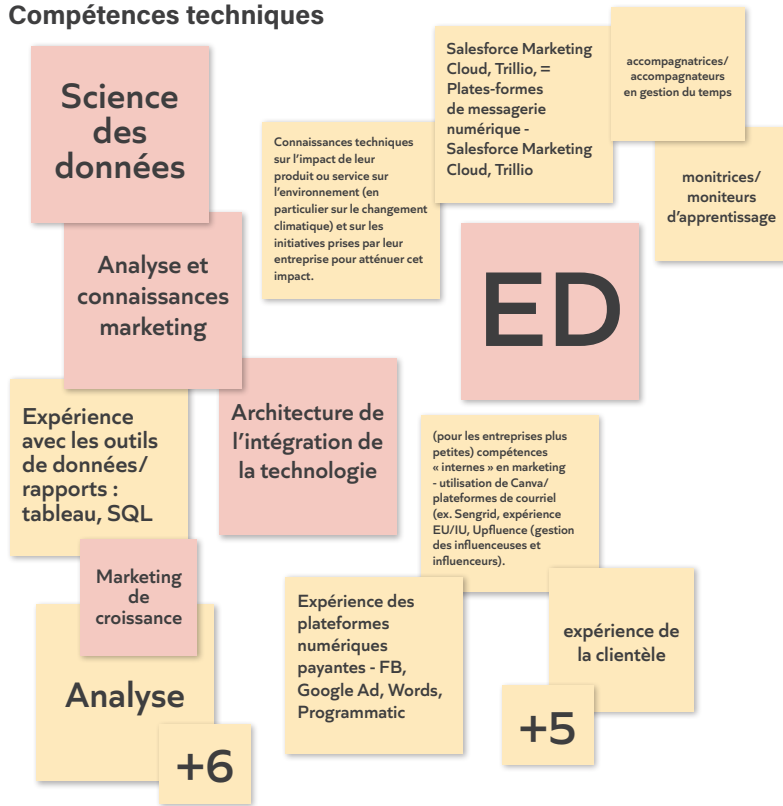 Compétences techniques
Science
des
données
Salesforce Marketing
Cloud, Trillio, =
Plates-formes
de messagerie
numérique -
Salesforce Marketing
Cloud, Trillio
accompagnatrices/
accompagnateurs
en gestion du temps
Connaissances techniques
sur l’impact de leur
produit ou service sur
l’environnement (en
particulier sur le changement
climatique) et sur les
initiatives prises par leur
entreprise pour atténuer cet
impact.
monitrices/
moniteurs
d’apprentissage
Analyse et
connaissances
marketing
ED
Expérience
avec les outils
de données/
rapports :
tableau, SQL
Architecture de
l’intégration de
la technologie
(pour les entreprises plus
petites) compétences
« internes » en marketing
- utilisation de Canva/
plateformes de courriel
(ex. Sengrid, expérience
EU/IU, Upfluence (gestion
des influenceuses et
influenceurs).
Marketing
de
croissance
Analyse
+6
Expérience des
plateformes
numériques
payantes - FB,
Google Ad, Words,
Programmatic
expérience de
la clientèle
+5